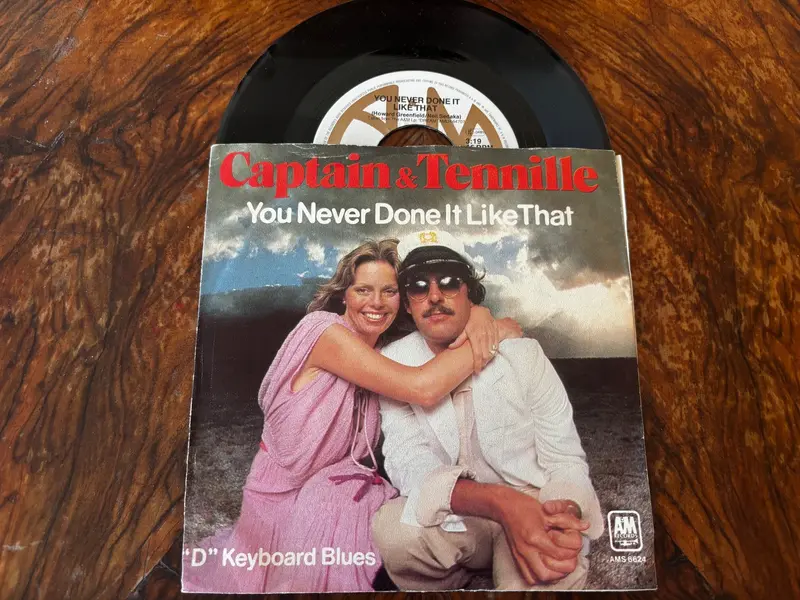 YOU NEVER DONE IT
LIKE THAT
(Howard Greenfield/Neil Sedaka)
3:19
Captain & Tennille
You Never Done It Like That
"D" Keyboard Blues
A&M
RECORDS
AMS 6624